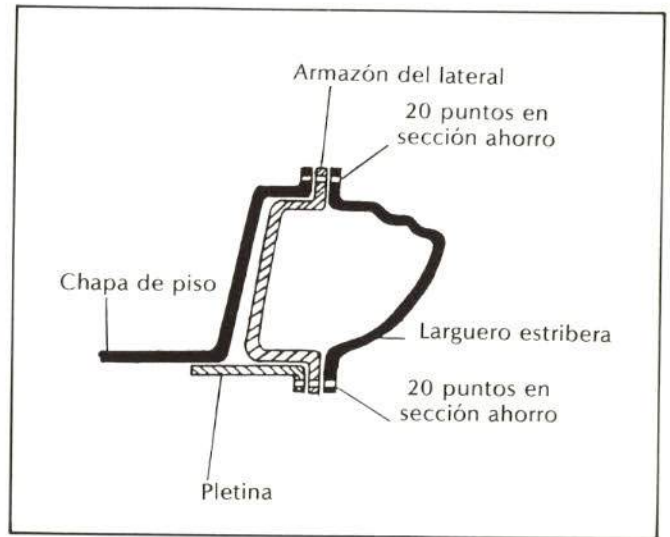 Armazón del lateral
20 puntos en
sección ahorro
Chapa de piso
Larguero estribera
20 puntos en
sección ahorro
Pletina